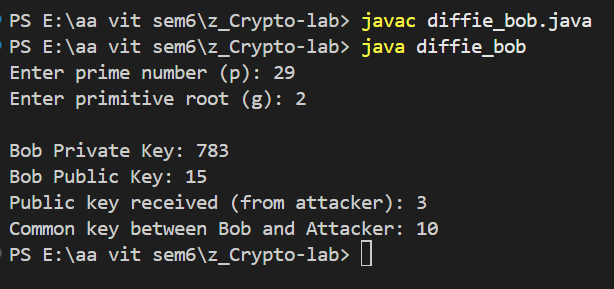 PS E:\aa vit sem6\z_Crypto-lab> javac diffie_bob.java
PS E:\aa vit sem6\z_Crypto-lab> java diffie_bob
Enter prime number (p): 29
Enter primitive root (g): 2
Bob Private Key: 783
Bob Public Key: 15
Public key received (from attacker): 3
Common key between Bob and Attacker: 10
PS E:\aa vit sem6\z_Crypto-lab>